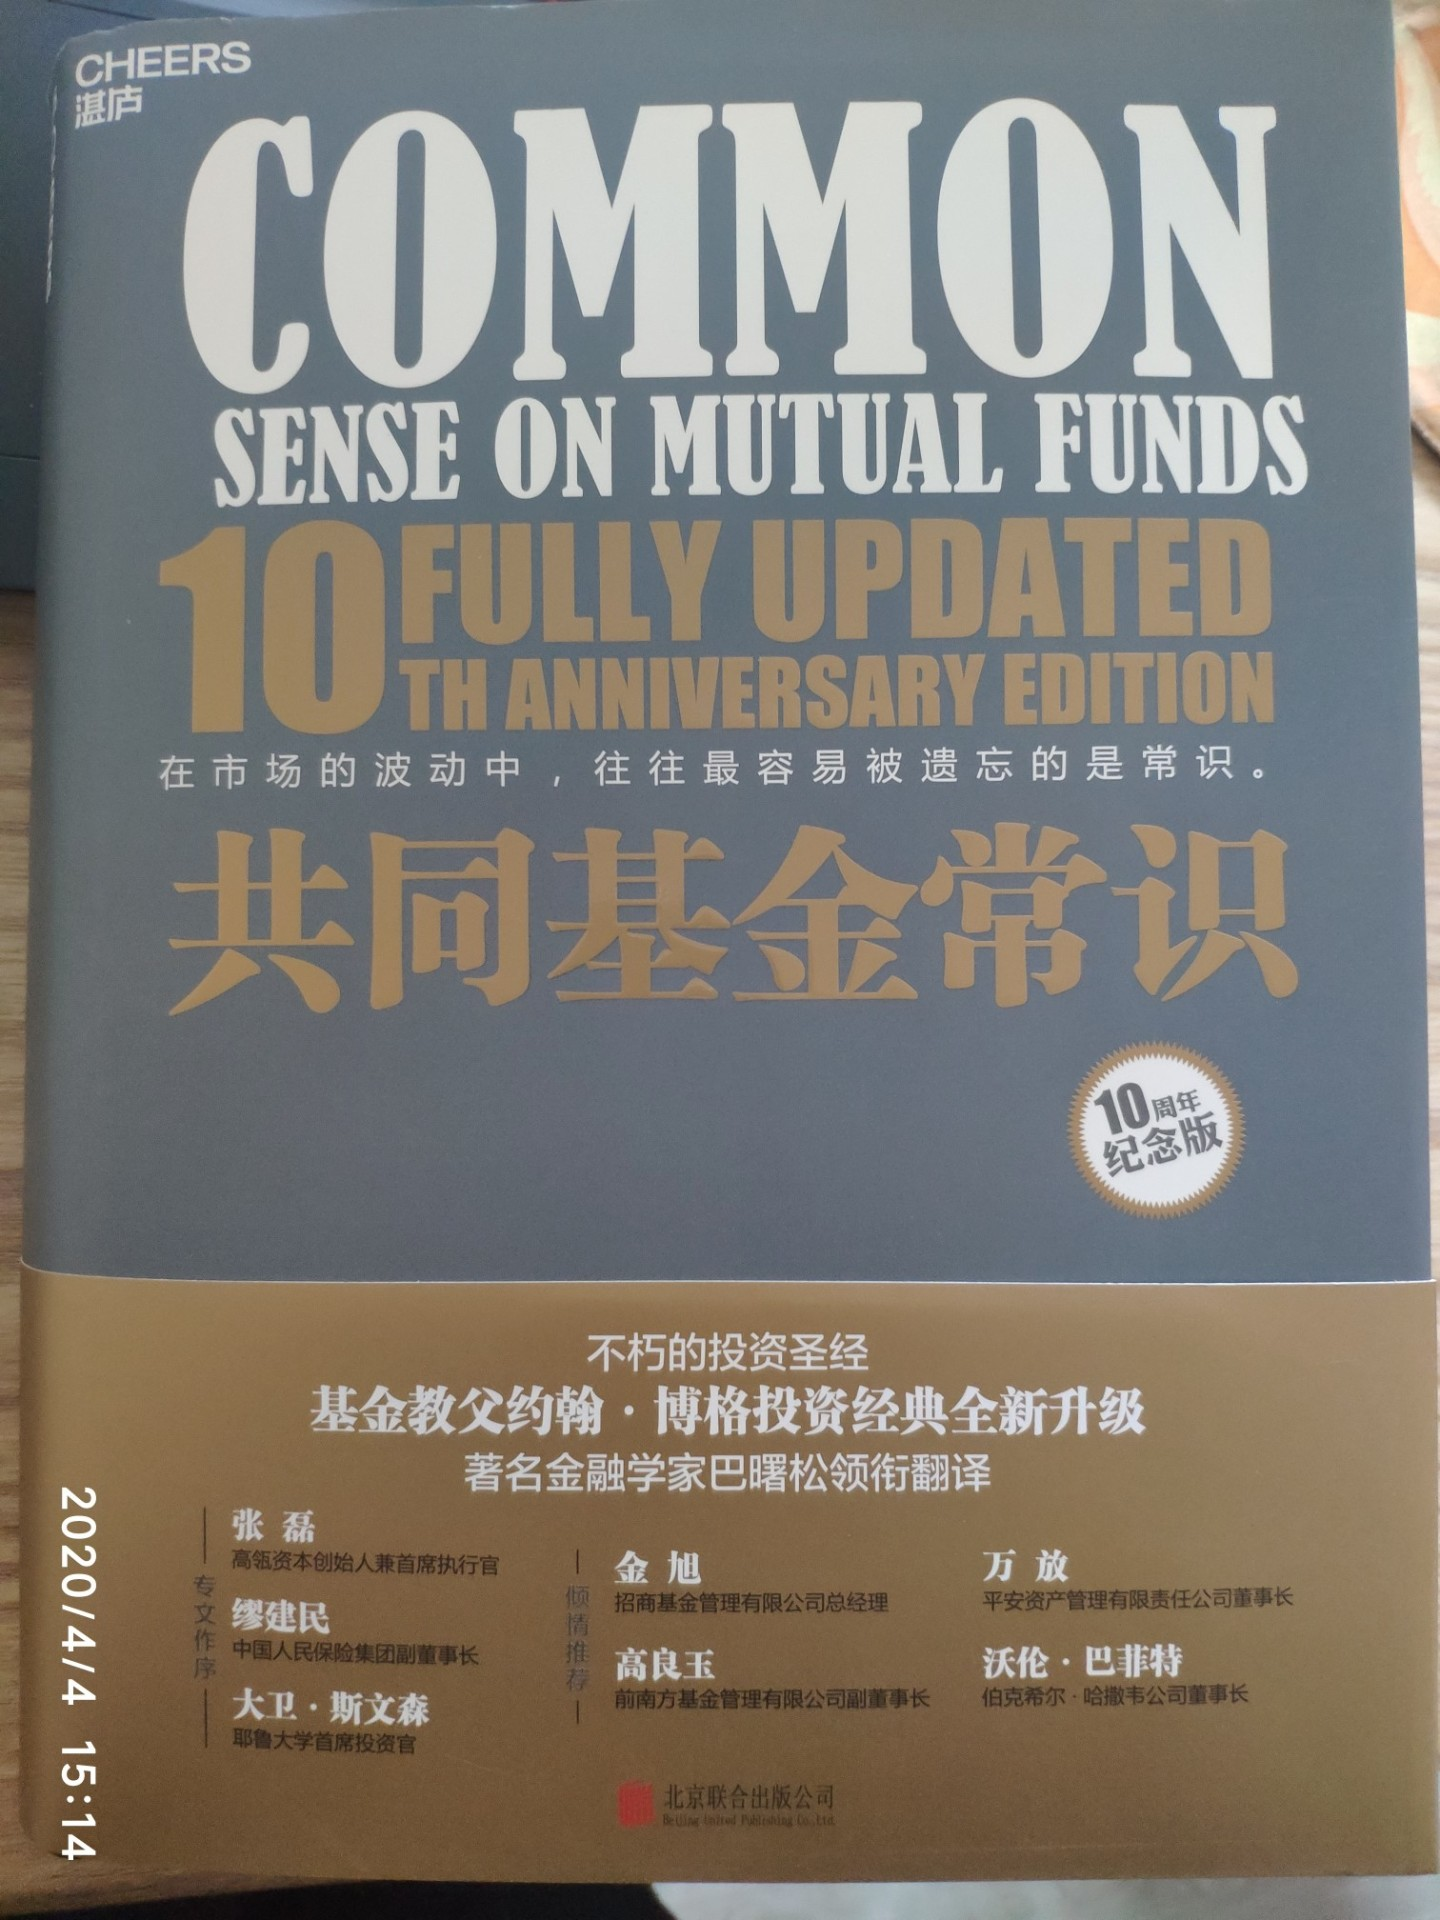 CHEERS
湛庐
COMMON
SENSE ON MUTUAL FUNDS
10
FULLY UPDATED
TH ANNIVERSARY EDITION
在市场的波动中，往往最容易被遗忘的是常识。
共同基金常识
10周年
纪念版
不朽的投资圣经
基金教父约翰·博格投资经典全新升级
著名金融学家巴曙松领衔翻译
专文作序
张磊
高瓴资本创始人兼首席执行官
缪建民
中国人民保险集团副董事长
大卫·斯文森
耶鲁大学首席投资官
倾情推荐
金旭
招商基金管理有限公司总经理
高良玉
前南方基金管理有限公司副董事长
万放
平安资产管理有限责任公司董事长
沃伦·巴菲特
伯克希尔·哈撒韦公司董事长
北京联合出版公司
Beijing United Publishing Co.,Ltd.
2020/4/4 15:14